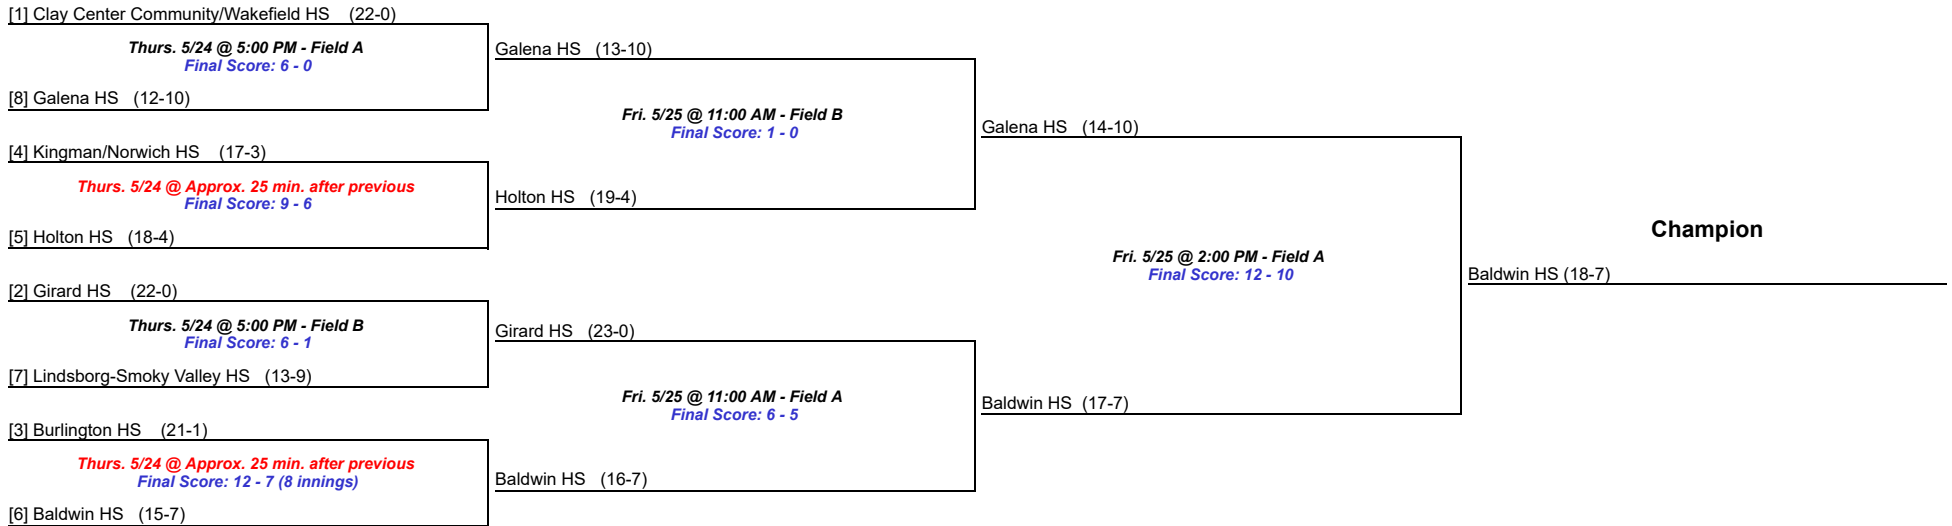 [1] Clay Center Community/Wakefield HS (22-0)
Thurs. 5/24 @ 5:00 PM - Field A
Final Score: 6 - 0
[8] Galena HS (12-10)
[4] Kingman/Norwich HS (17-3)
Thurs. 5/24 @ Approx. 25 min. after previous
Final Score: 9 - 6
[5] Holton HS (18-4)
[2] Girard HS (22-0)
Thurs. 5/24 @ 5:00 PM - Field B
Final Score: 6 - 1
[7] Lindsborg-Smoky Valley HS (13-9)
[3] Burlington HS (21-1)
Thurs. 5/24 @ Approx. 25 min. after previous
Final Score: 12 - 7 (8 innings)
[6] Baldwin HS (15-7)
Galena HS (13-10)
Fri. 5/25 @ 11:00 AM - Field B
Final Score: 1 - 0
Holton HS (19-4)
Girard HS (23-0)
Fri. 5/25 @ 11:00 AM - Field A
Final Score: 6 - 5
Baldwin HS (16-7)
Galena HS (14-10)
Fri. 5/25 @ 2:00 PM - Field A
Final Score: 12 - 10
Baldwin HS (17-7)
Champion
Baldwin HS (18-7)